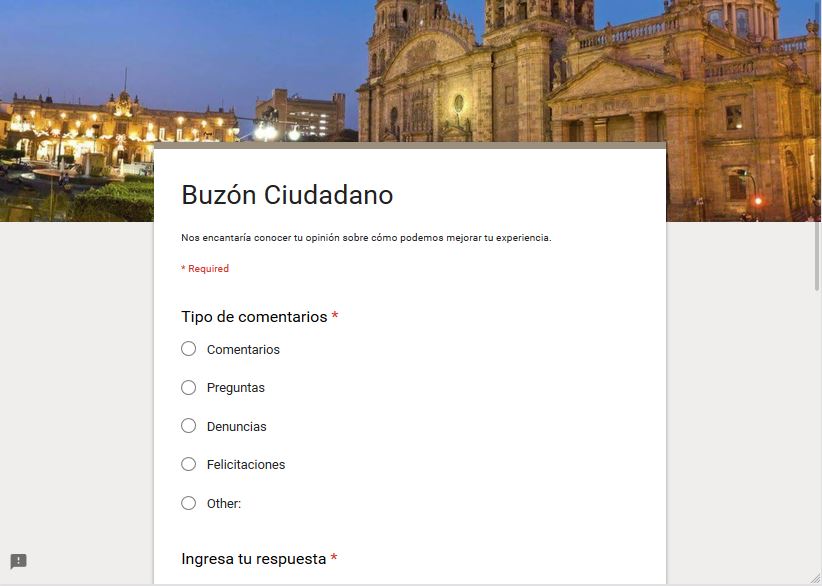 Buzón Ciudadano
Nos encantaría conocer tu opinión sobre cómo podemos mejorar tu experiencia.
* Required
Tipo de comentarios *
Comentarios
Preguntas
Denuncias
Felicitaciones
Other:
Ingresa tu respuesta *